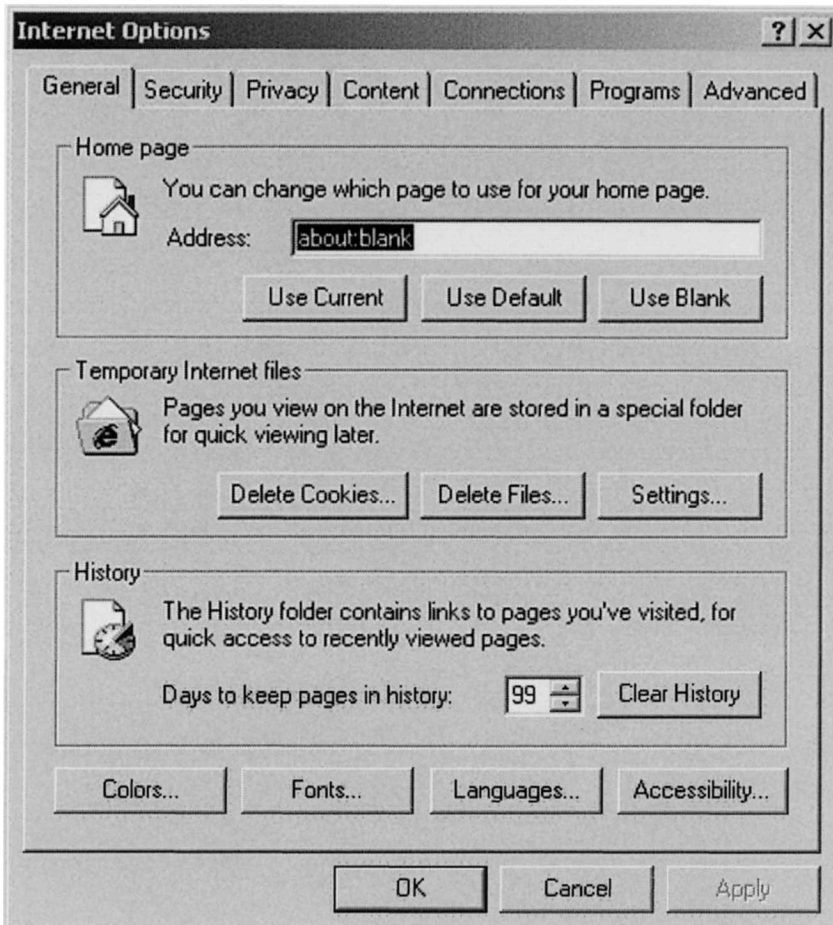 Internet Options
General Security Privacy Content Connections Programs Advanced
Home page
You can change which page to use for your home page.
Address: about:blank
Use Current Use Default Use Blank
Temporary Internet files
Pages you view on the Internet are stored in a special folder
for quick viewing later.
Delete Cookies... Delete Files... Settings...
History
The History folder contains links to pages you've visited, for
quick access to recently viewed pages.
Days to keep pages in history: 99 Clear History
Colors... Fonts... Languages... Accessibility...
OK Cancel Apply